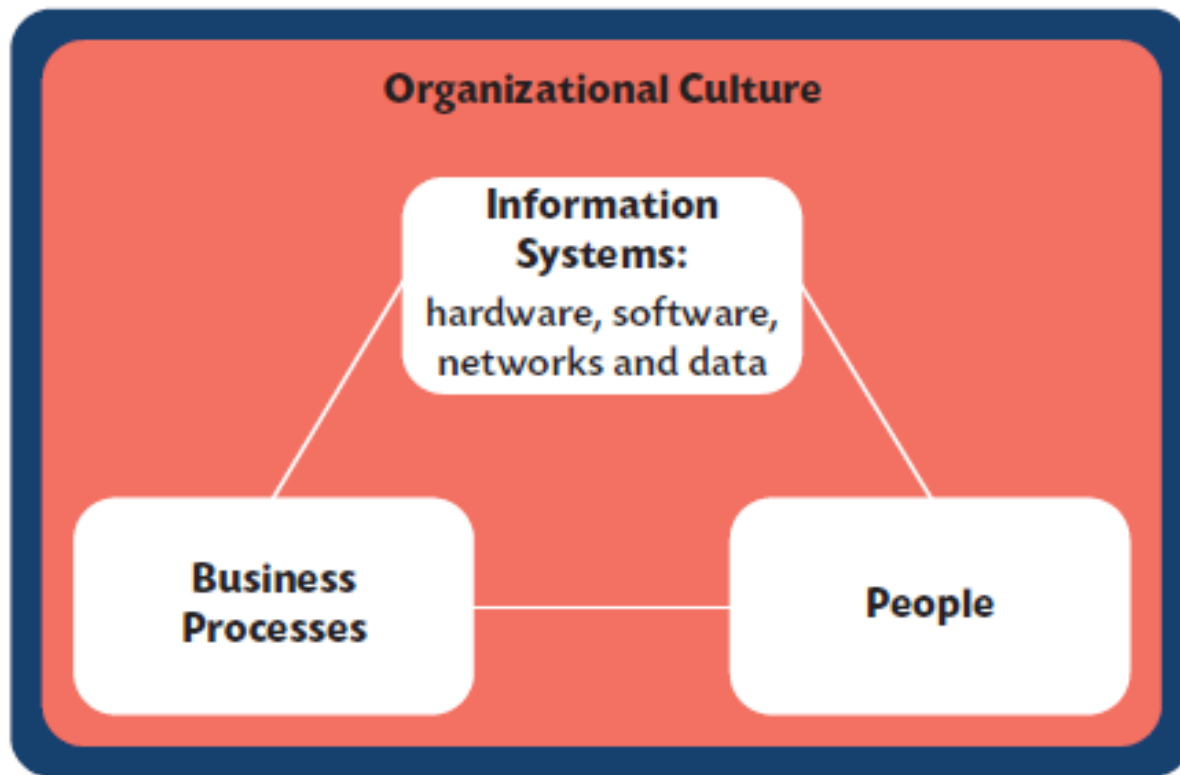 Organizational Culture
Information
Systems:
hardware, software,
networks and data
Business
Processes
People